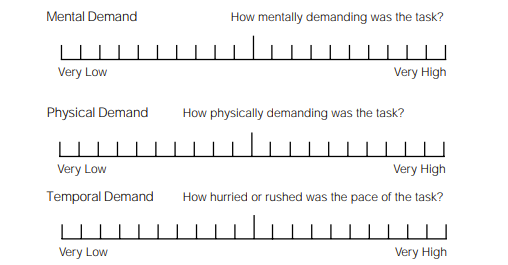 Mental Demand How mentally demanding was the task?
Very Low Very High
Physical Demand How physically demanding was the task?
Very Low Very High
Temporal Demand How hurried or rushed was the pace of the task?
Very Low Very High